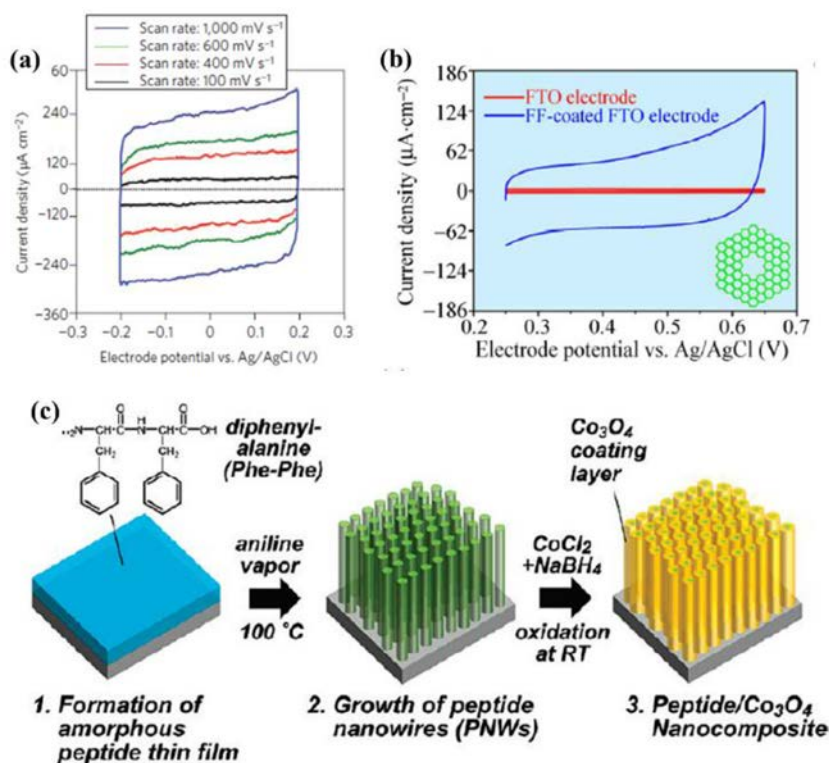 (a)
Scan rate: 1,000 mV s⁻¹
Scan rate: 600 mV s⁻¹
Scan rate: 400 mV s⁻¹
Scan rate: 100 mV s⁻¹
Current density (μA cm⁻²)
60
240
120
0
−120
−240
−360
−0.3 −0.2 −0.1 0 0.1 0.2 0.3
Electrode potential vs. Ag/AgCl (V)
(b)
FTO electrode
FF-coated FTO electrode
Current density (μA·cm⁻²)
186
124
62
0
−62
−124
−186
0.2 0.3 0.4 0.5 0.6 0.7
Electrode potential vs. Ag/AgCl (V)
(c)
₂N–CH–C–N–CH–C–OH
O H O
CH₂ CH₂
diphenyl-
alanine
(Phe-Phe)
aniline
vapor
100 °C
CoCl₂
+NaBH₄
oxidation
at RT
Co₃O₄
coating
layer
1. Formation of
amorphous
peptide thin film
2. Growth of peptide
nanowires (PNWs)
3. Peptide/Co₃O₄
Nanocomposite